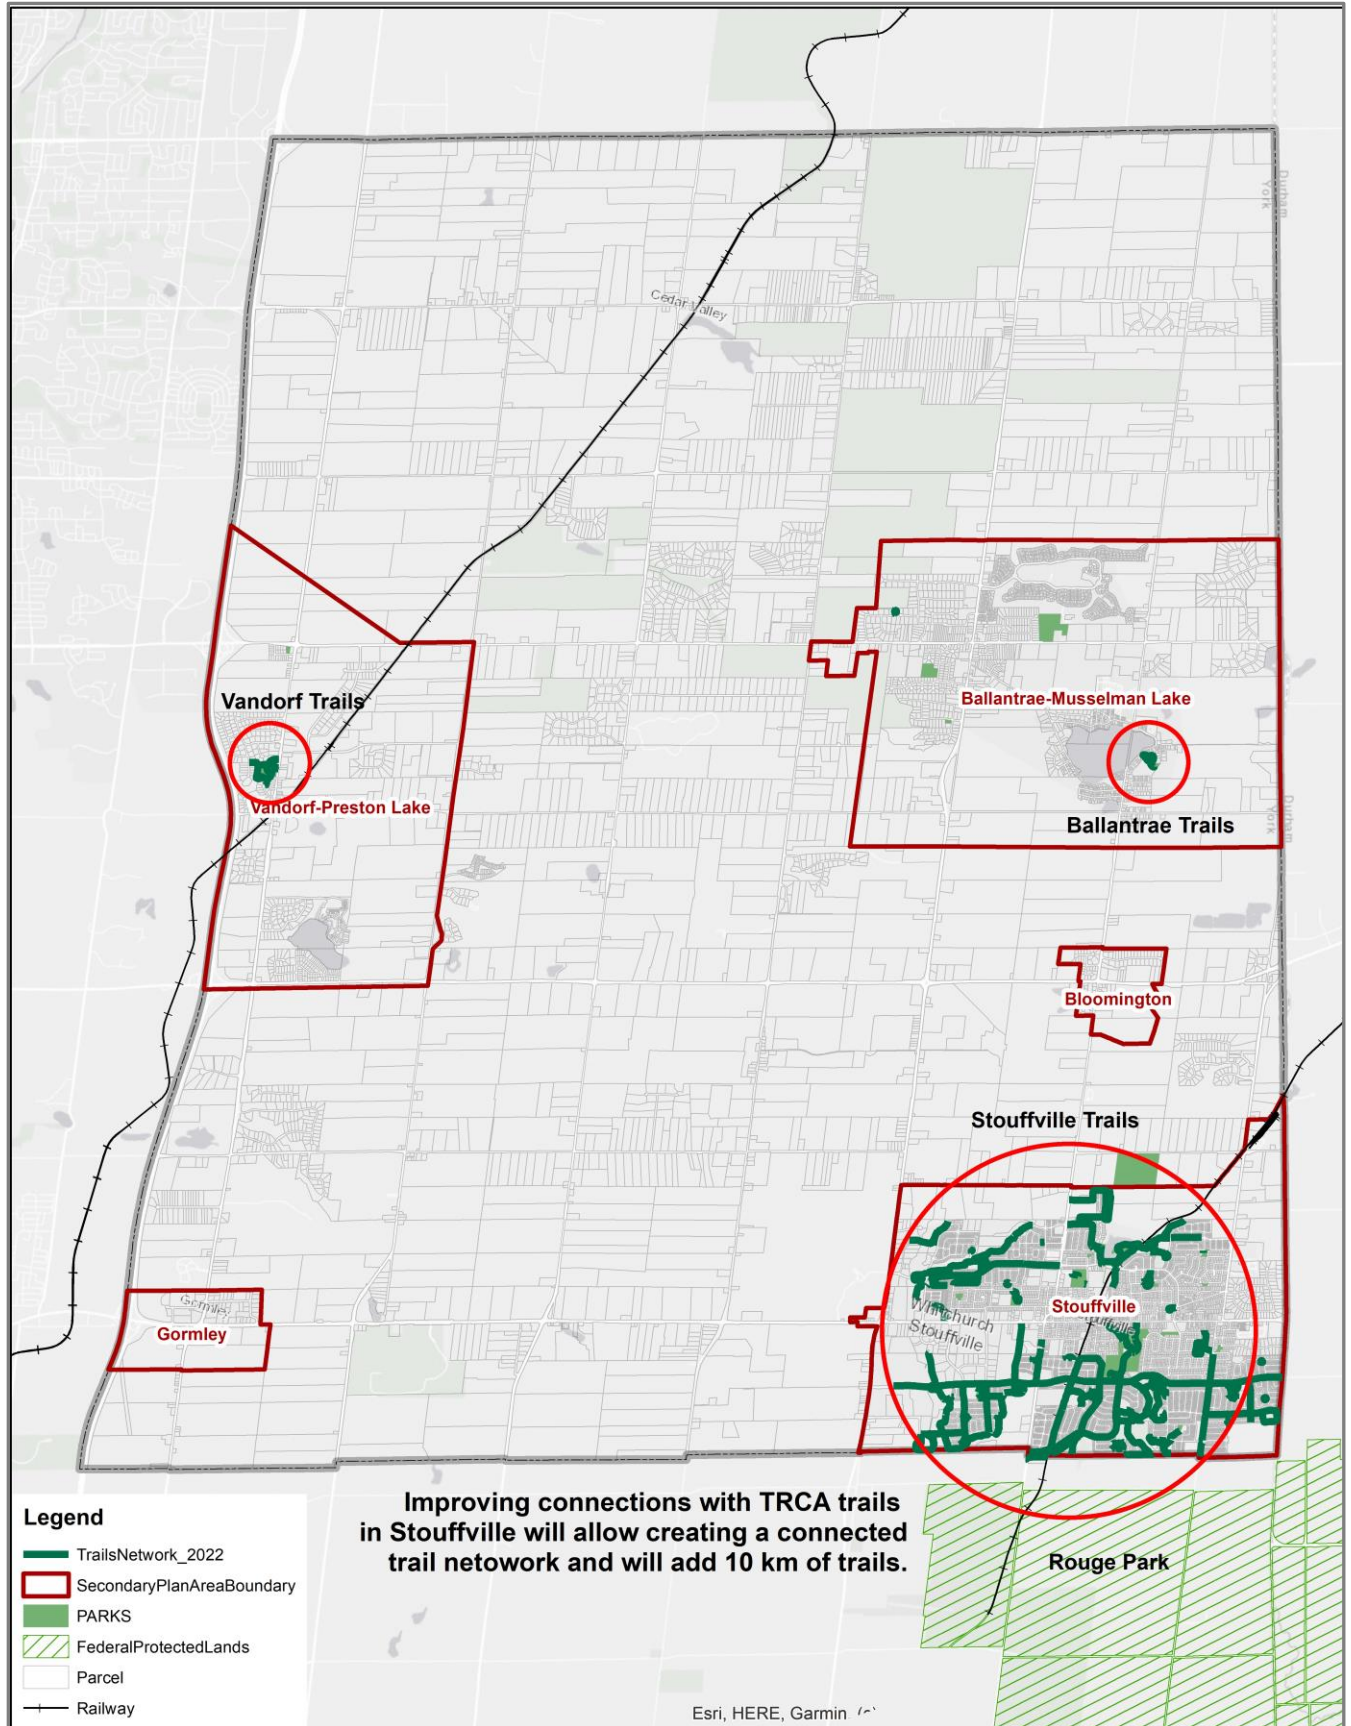 Durham
York
Cedar Valley
Vandorf Trails
Ballantrae-Musselman Lake
Vandorf-Preston Lake
Ballantrae Trails
Durham
York
Bloomington
Stouffville Trails
Gormley
Gormley
Stouffville
Whitchurch
Stouffville
Improving connections with TRCA trails
in Stouffville will allow creating a connected
trail netowork and will add 10 km of trails.
Rouge Park
Legend
TrailsNetwork_2022
SecondaryPlanAreaBoundary
PARKS
FederalProtectedLands
Parcel
Railway
Esri, HERE, Garmin, (c)